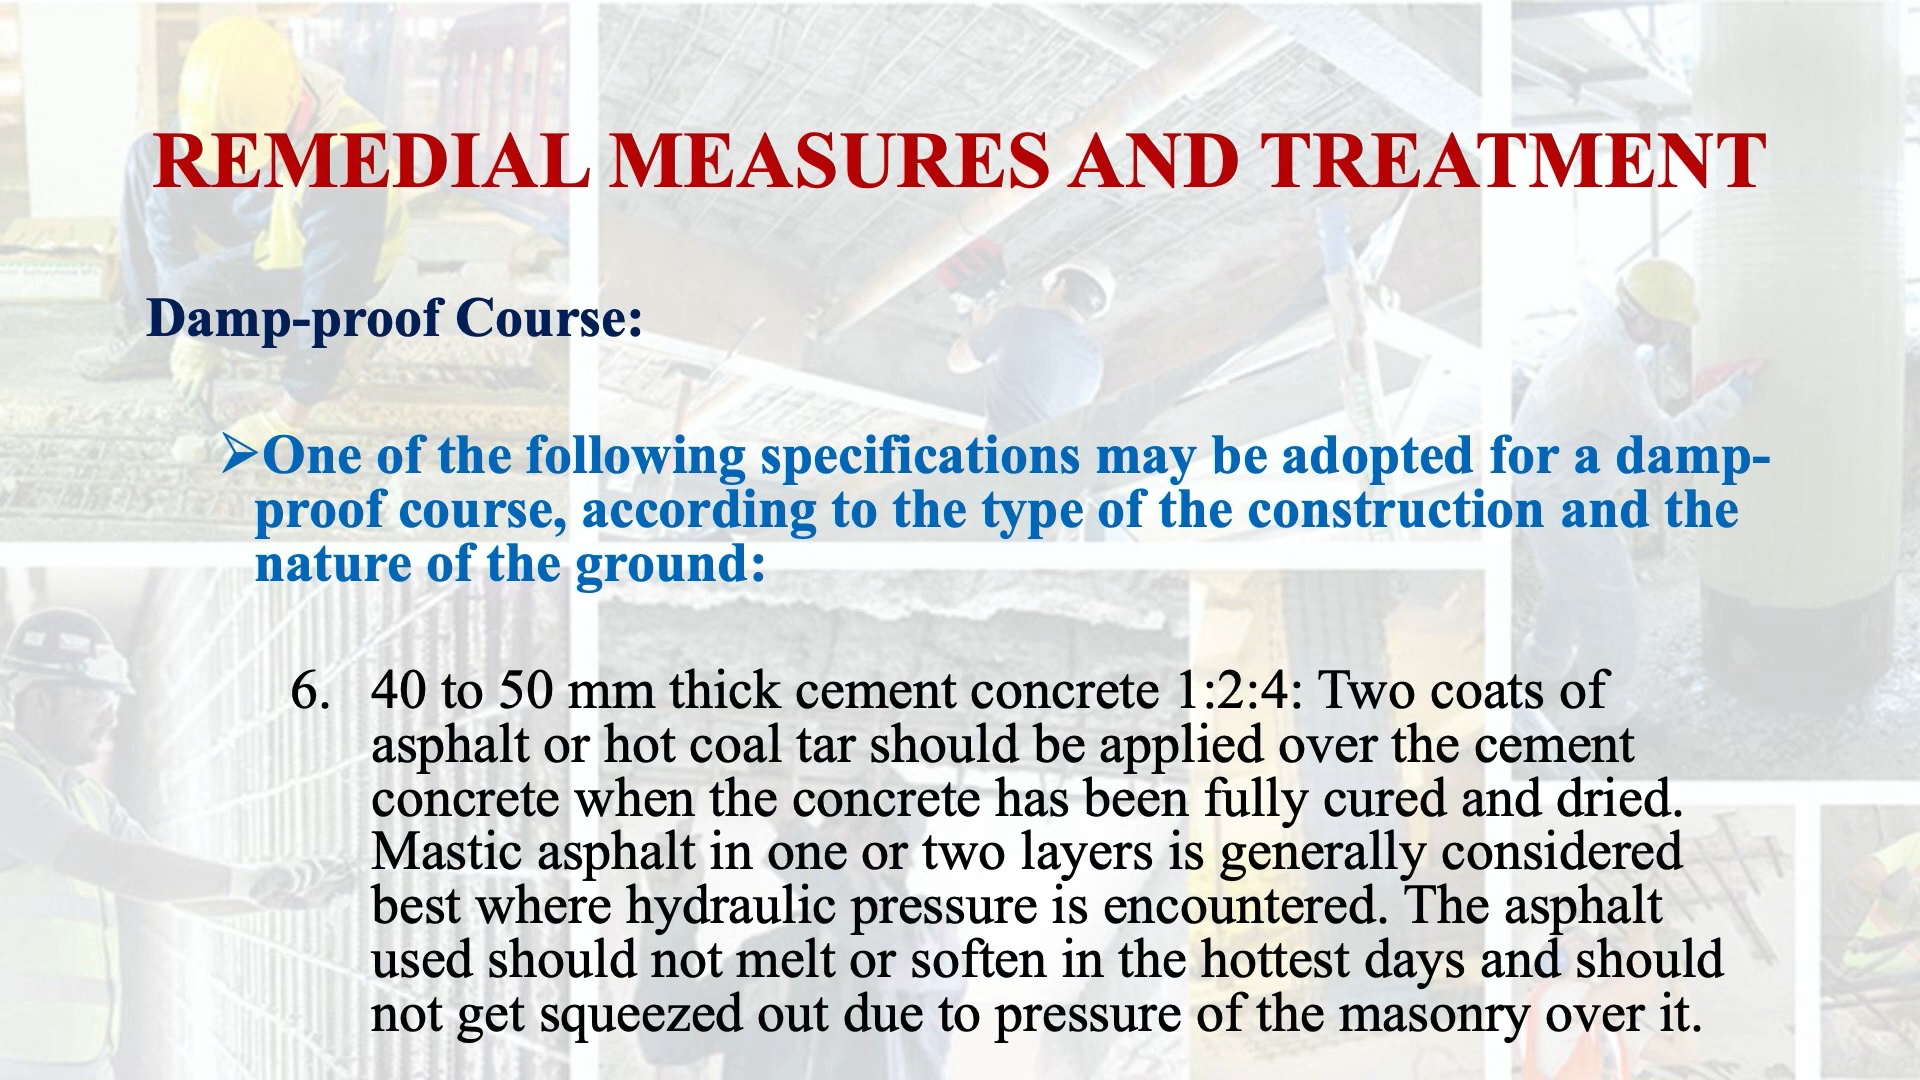 REMEDIAL MEASURES AND TREATMENT
Damp-proof Course:
➢One of the following specifications may be adopted for a damp-
proof course, according to the type of the construction and the
nature of the ground:
6. 40 to 50 mm thick cement concrete 1:2:4: Two coats of
asphalt or hot coal tar should be applied over the cement
concrete when the concrete has been fully cured and dried.
Mastic asphalt in one or two layers is generally considered
best where hydraulic pressure is encountered. The asphalt
used should not melt or soften in the hottest days and should
not get squeezed out due to pressure of the masonry over it.